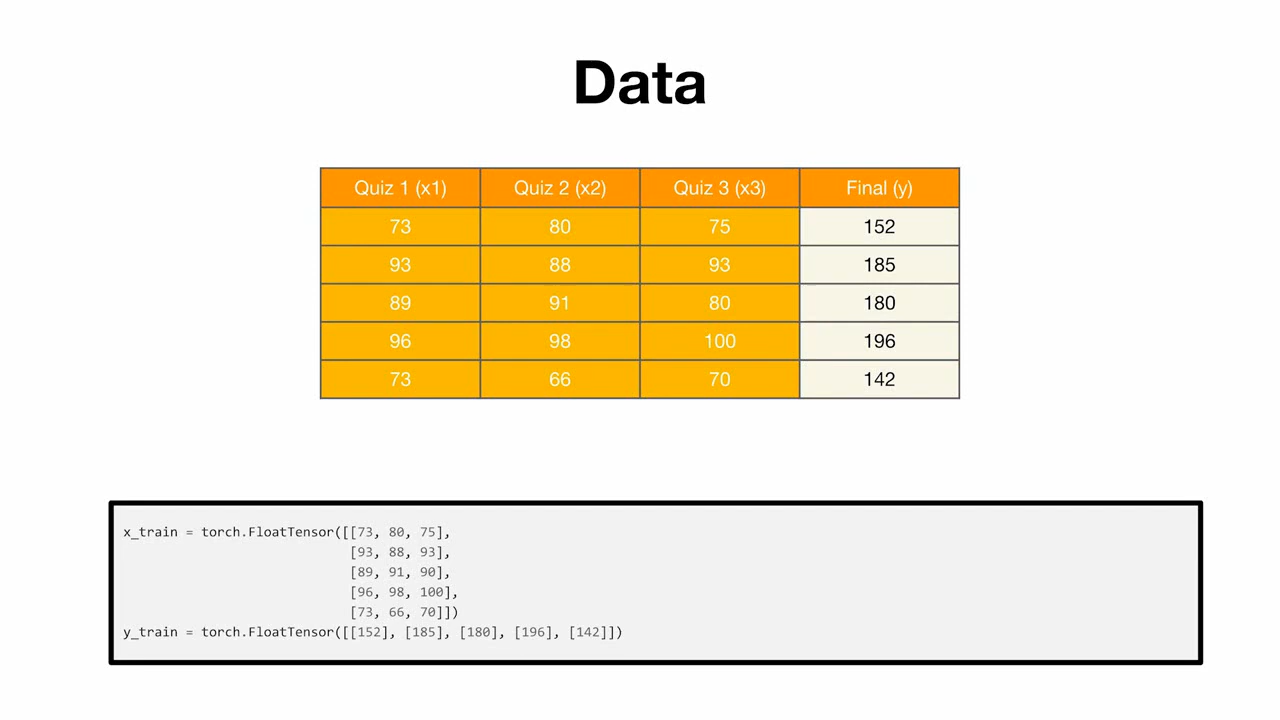 Data
Quiz 1 (x1) Quiz 2 (x2) Quiz 3 (x3) Final (y)
73 80 75 152
93 88 93 185
89 91 80 180
96 98 100 196
73 66 70 142
x_train = torch.FloatTensor([[73, 80, 75],
[93, 88, 93],
[89, 91, 90],
[96, 98, 100],
[73, 66, 70]])
y_train = torch.FloatTensor([[152], [185], [180], [196], [142]])